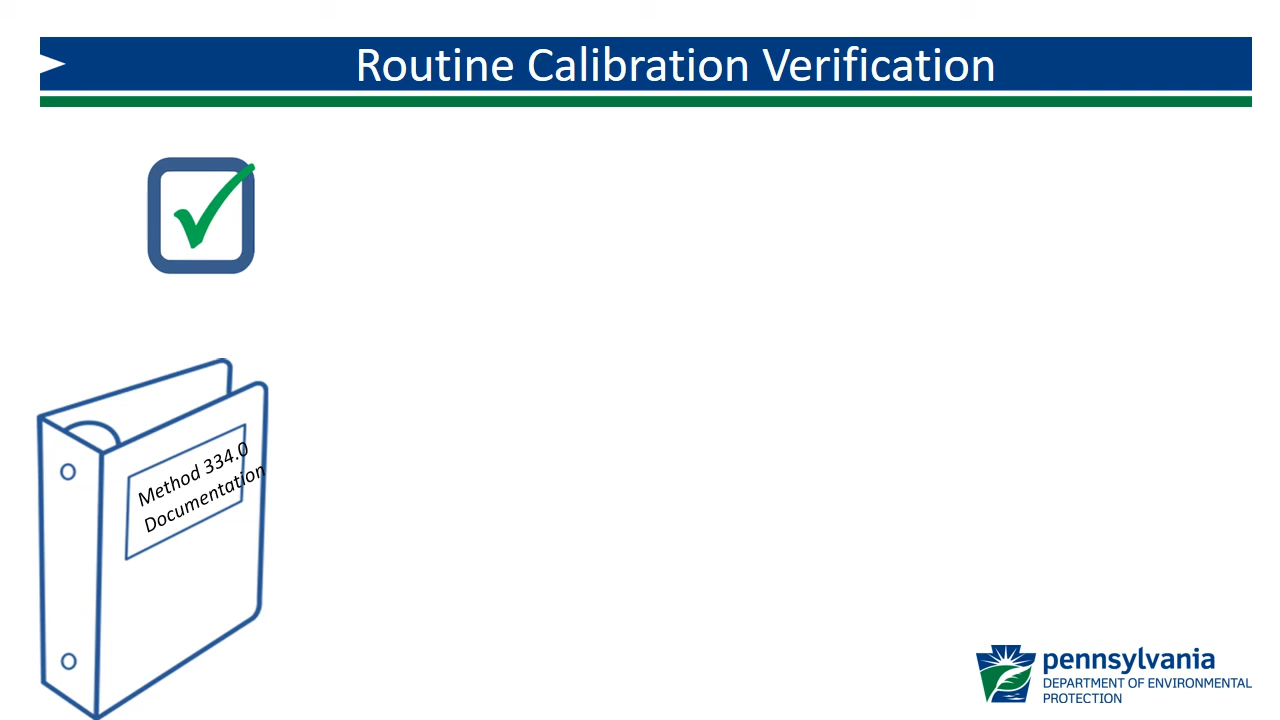 Routine Calibration Verification
Method 334.0
Documentation
pennsylvania
DEPARTMENT OF ENVIRONMENTAL
PROTECTION